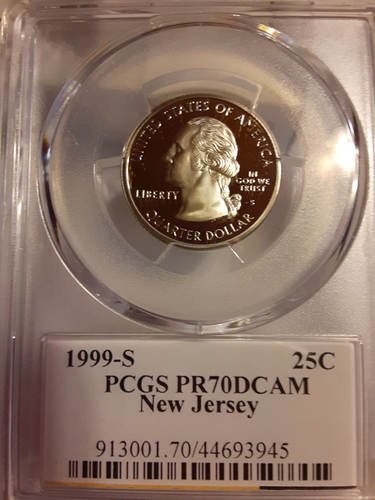 UNITED STATES OF AMERICA
LIBERTY
IN
GOD WE
TRUST
S
QUARTER DOLLAR
1999-S 25C
PCGS PR70DCAM
New Jersey
913001.70/44693945